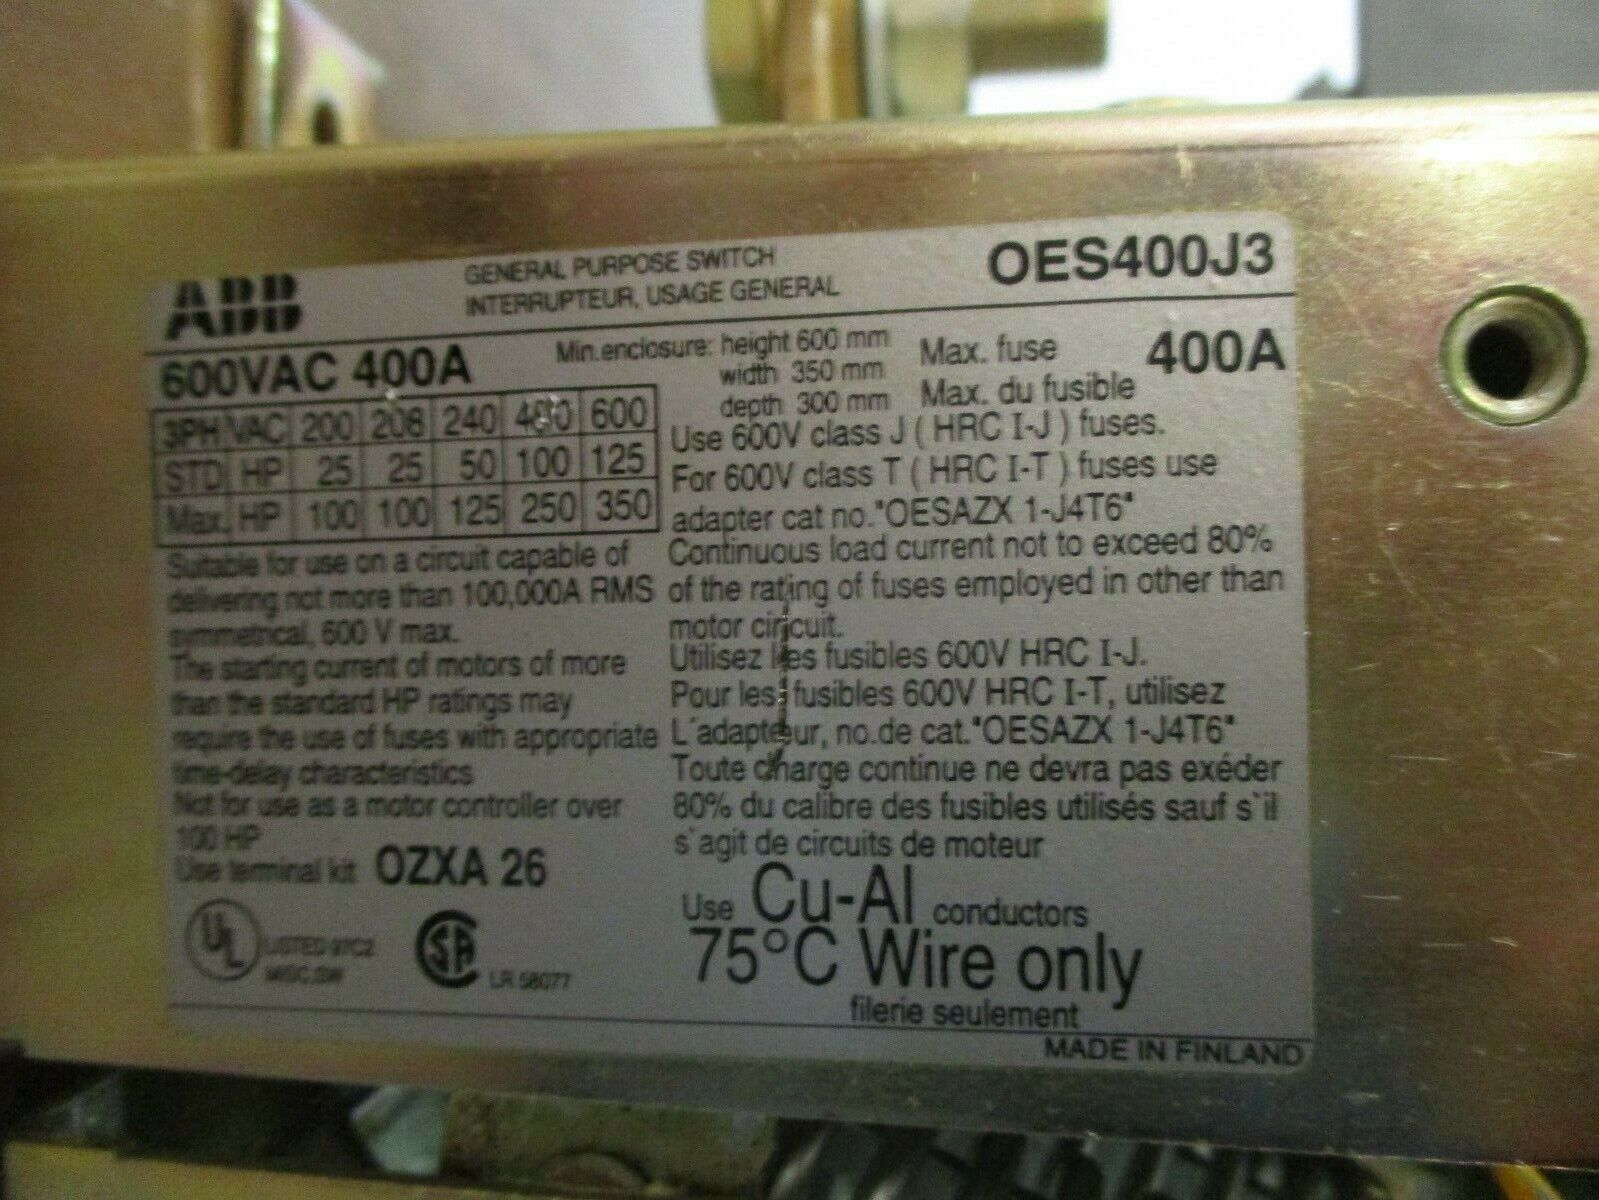 ABB
GENERAL PURPOSE SWITCH
INTERRUPTEUR, USAGE GENERAL
OES400J3
600VAC 400A
Min.enclosure: height 600 mm
width 350 mm
depth 300 mm
Max. fuse
Max. du fusible
400A
3PH VAC 200 208 240 480 600
STD HP 25 25 50 100 125
Max. HP 100 100 125 250 350
Suitable for use on a circuit capable of
delivering not more than 100,000A RMS
symmetrical, 600 V max.
The starting current of motors of more
than the standard HP ratings may
require the use of fuses with appropriate
time-delay characteristics
Not for use as a motor controller over
100 HP
Use terminal kit OZXA 26
UL LISTED 97C2
MISC.SW
SA LR 58077
Use 600V class J ( HRC I-J ) fuses.
For 600V class T ( HRC I-T ) fuses use
adapter cat no."OESAZX 1-J4T6"
Continuous load current not to exceed 80%
of the rating of fuses employed in other than
motor circuit.
Utilisez les fusibles 600V HRC I-J.
Pour les fusibles 600V HRC I-T, utilisez
L´adapteur, no.de cat."OESAZX 1-J4T6"
Toute charge continue ne devra pas exéder
80% du calibre des fusibles utilisés sauf s`il
s`agit de circuits de moteur
Use Cu-Al conductors
75°C Wire only
filerie seulement
MADE IN FINLAND